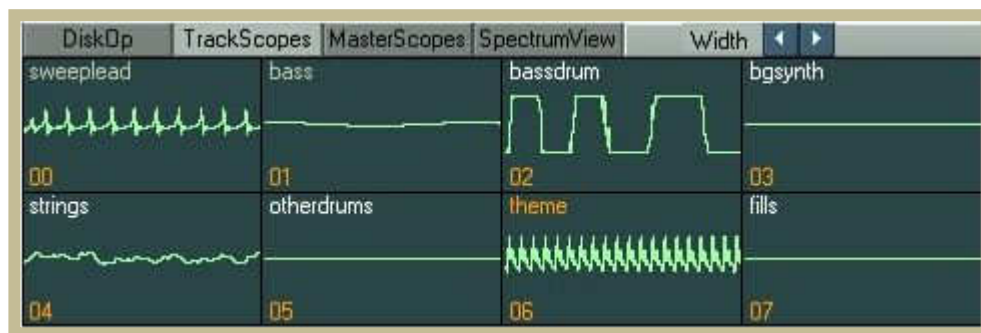 DiskOp TrackScopes MasterScopes SpectrumView Width
sweeplead bass bassdrum bgsynth
00 01 02 03
strings otherdrums theme fills
04 05 06 07